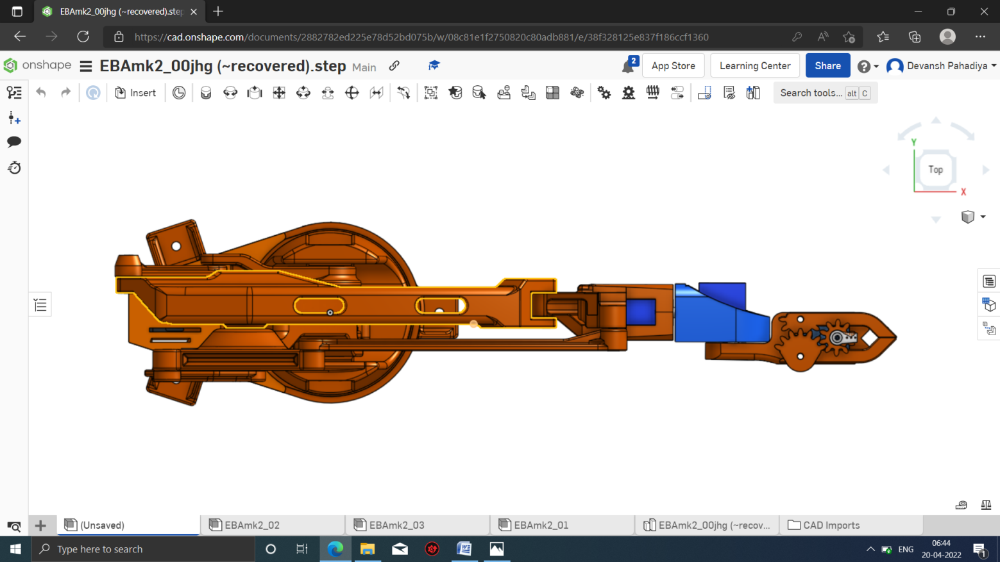 EBAmk2_00jhg (~recovered).step
https://cad.onshape.com/documents/2882782ed225e78d52bd075b/w/08c81e1f2750820c80adb881/e/38f328125e837f186ccf1360
onshape EBAmk2_00jhg (~recovered).step Main 2 App Store Learning Center Share Devansh Pahadiya
Insert Search tools... alt C
Y
Top
X
(Unsaved) EBAmk2_02 EBAmk2_03 EBAmk2_01 EBAmk2_00jhg (~recov... CAD Imports
Type here to search ENG 06:44
20-04-2022 1